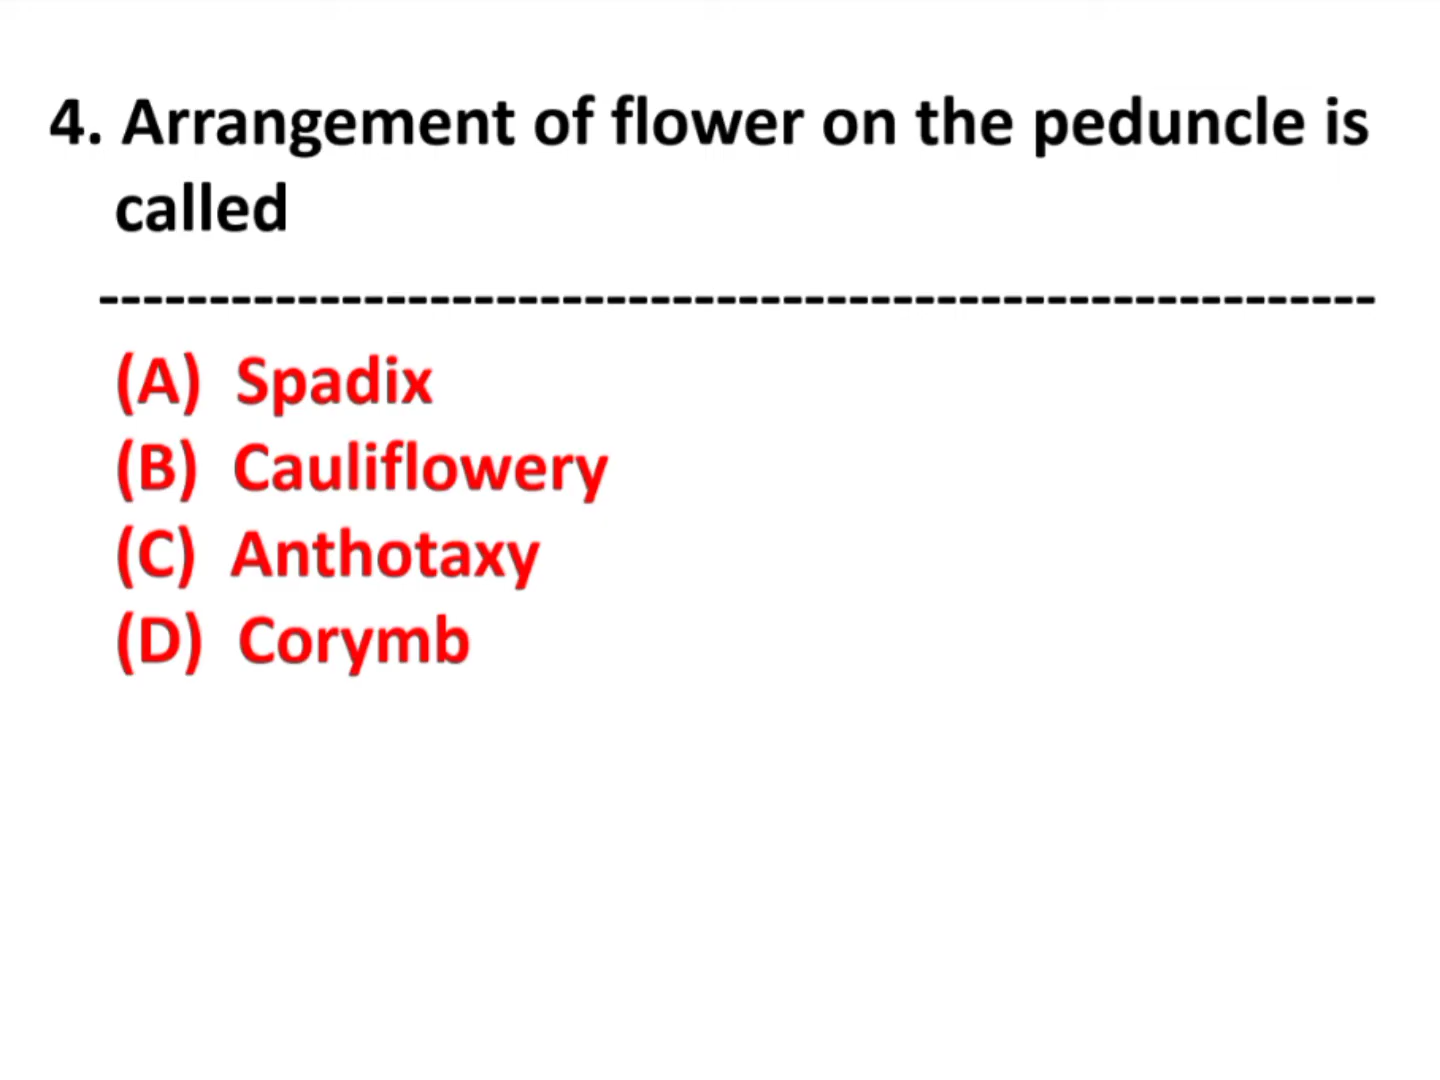 4. Arrangement of flower on the peduncle is
called
----------------------------------------------------------
(A) Spadix
(B) Cauliflowery
(C) Anthotaxy
(D) Corymb